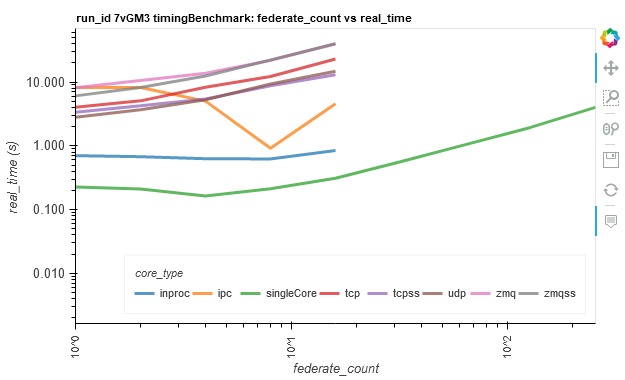 run_id 7vGM3 timingBenchmark: federate_count vs real_time
real_time (s)
10.000
1.000
0.100
0.010
core_type
inproc ipc singleCore tcp tcpss udp zmq zmqss
10^0 10^1 10^2
federate_count